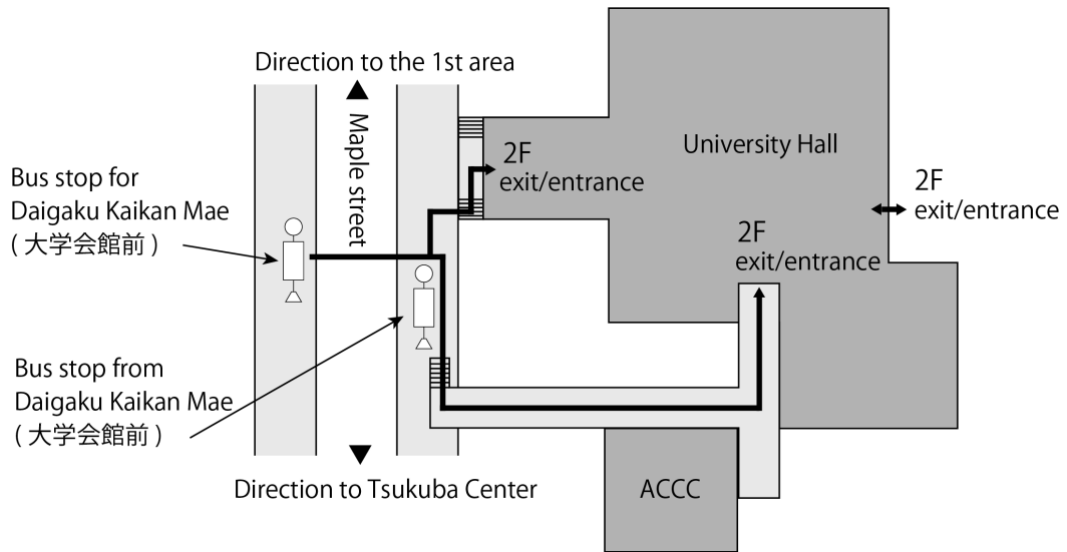 Direction to the 1st area
Maple street
University Hall
2F
exit/entrance
2F
exit/entrance
2F
exit/entrance
Bus stop for
Daigaku Kaikan Mae
( 大学会館前 )
Bus stop from
Daigaku Kaikan Mae
( 大学会館前 )
Direction to Tsukuba Center
ACCC